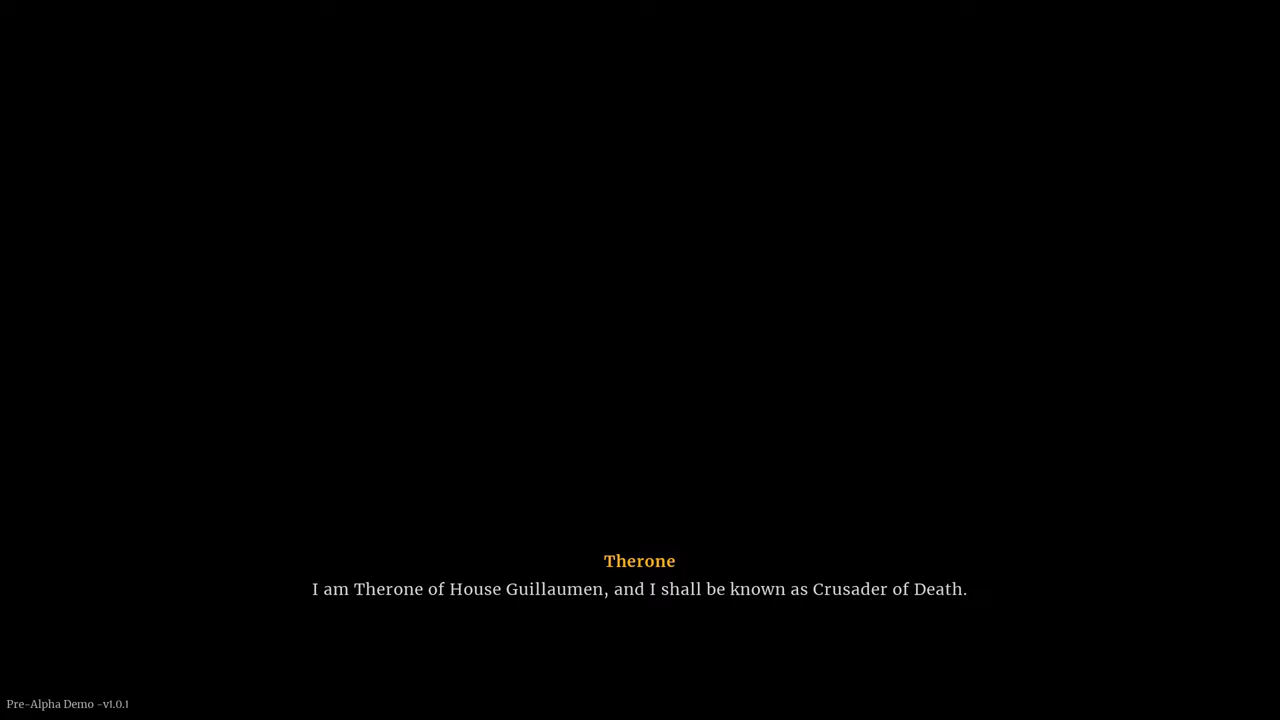 Therone
I am Therone of House Guillaumen, and I shall be known as Crusader of Death.
Pre-Alpha Demo -v1.0.1